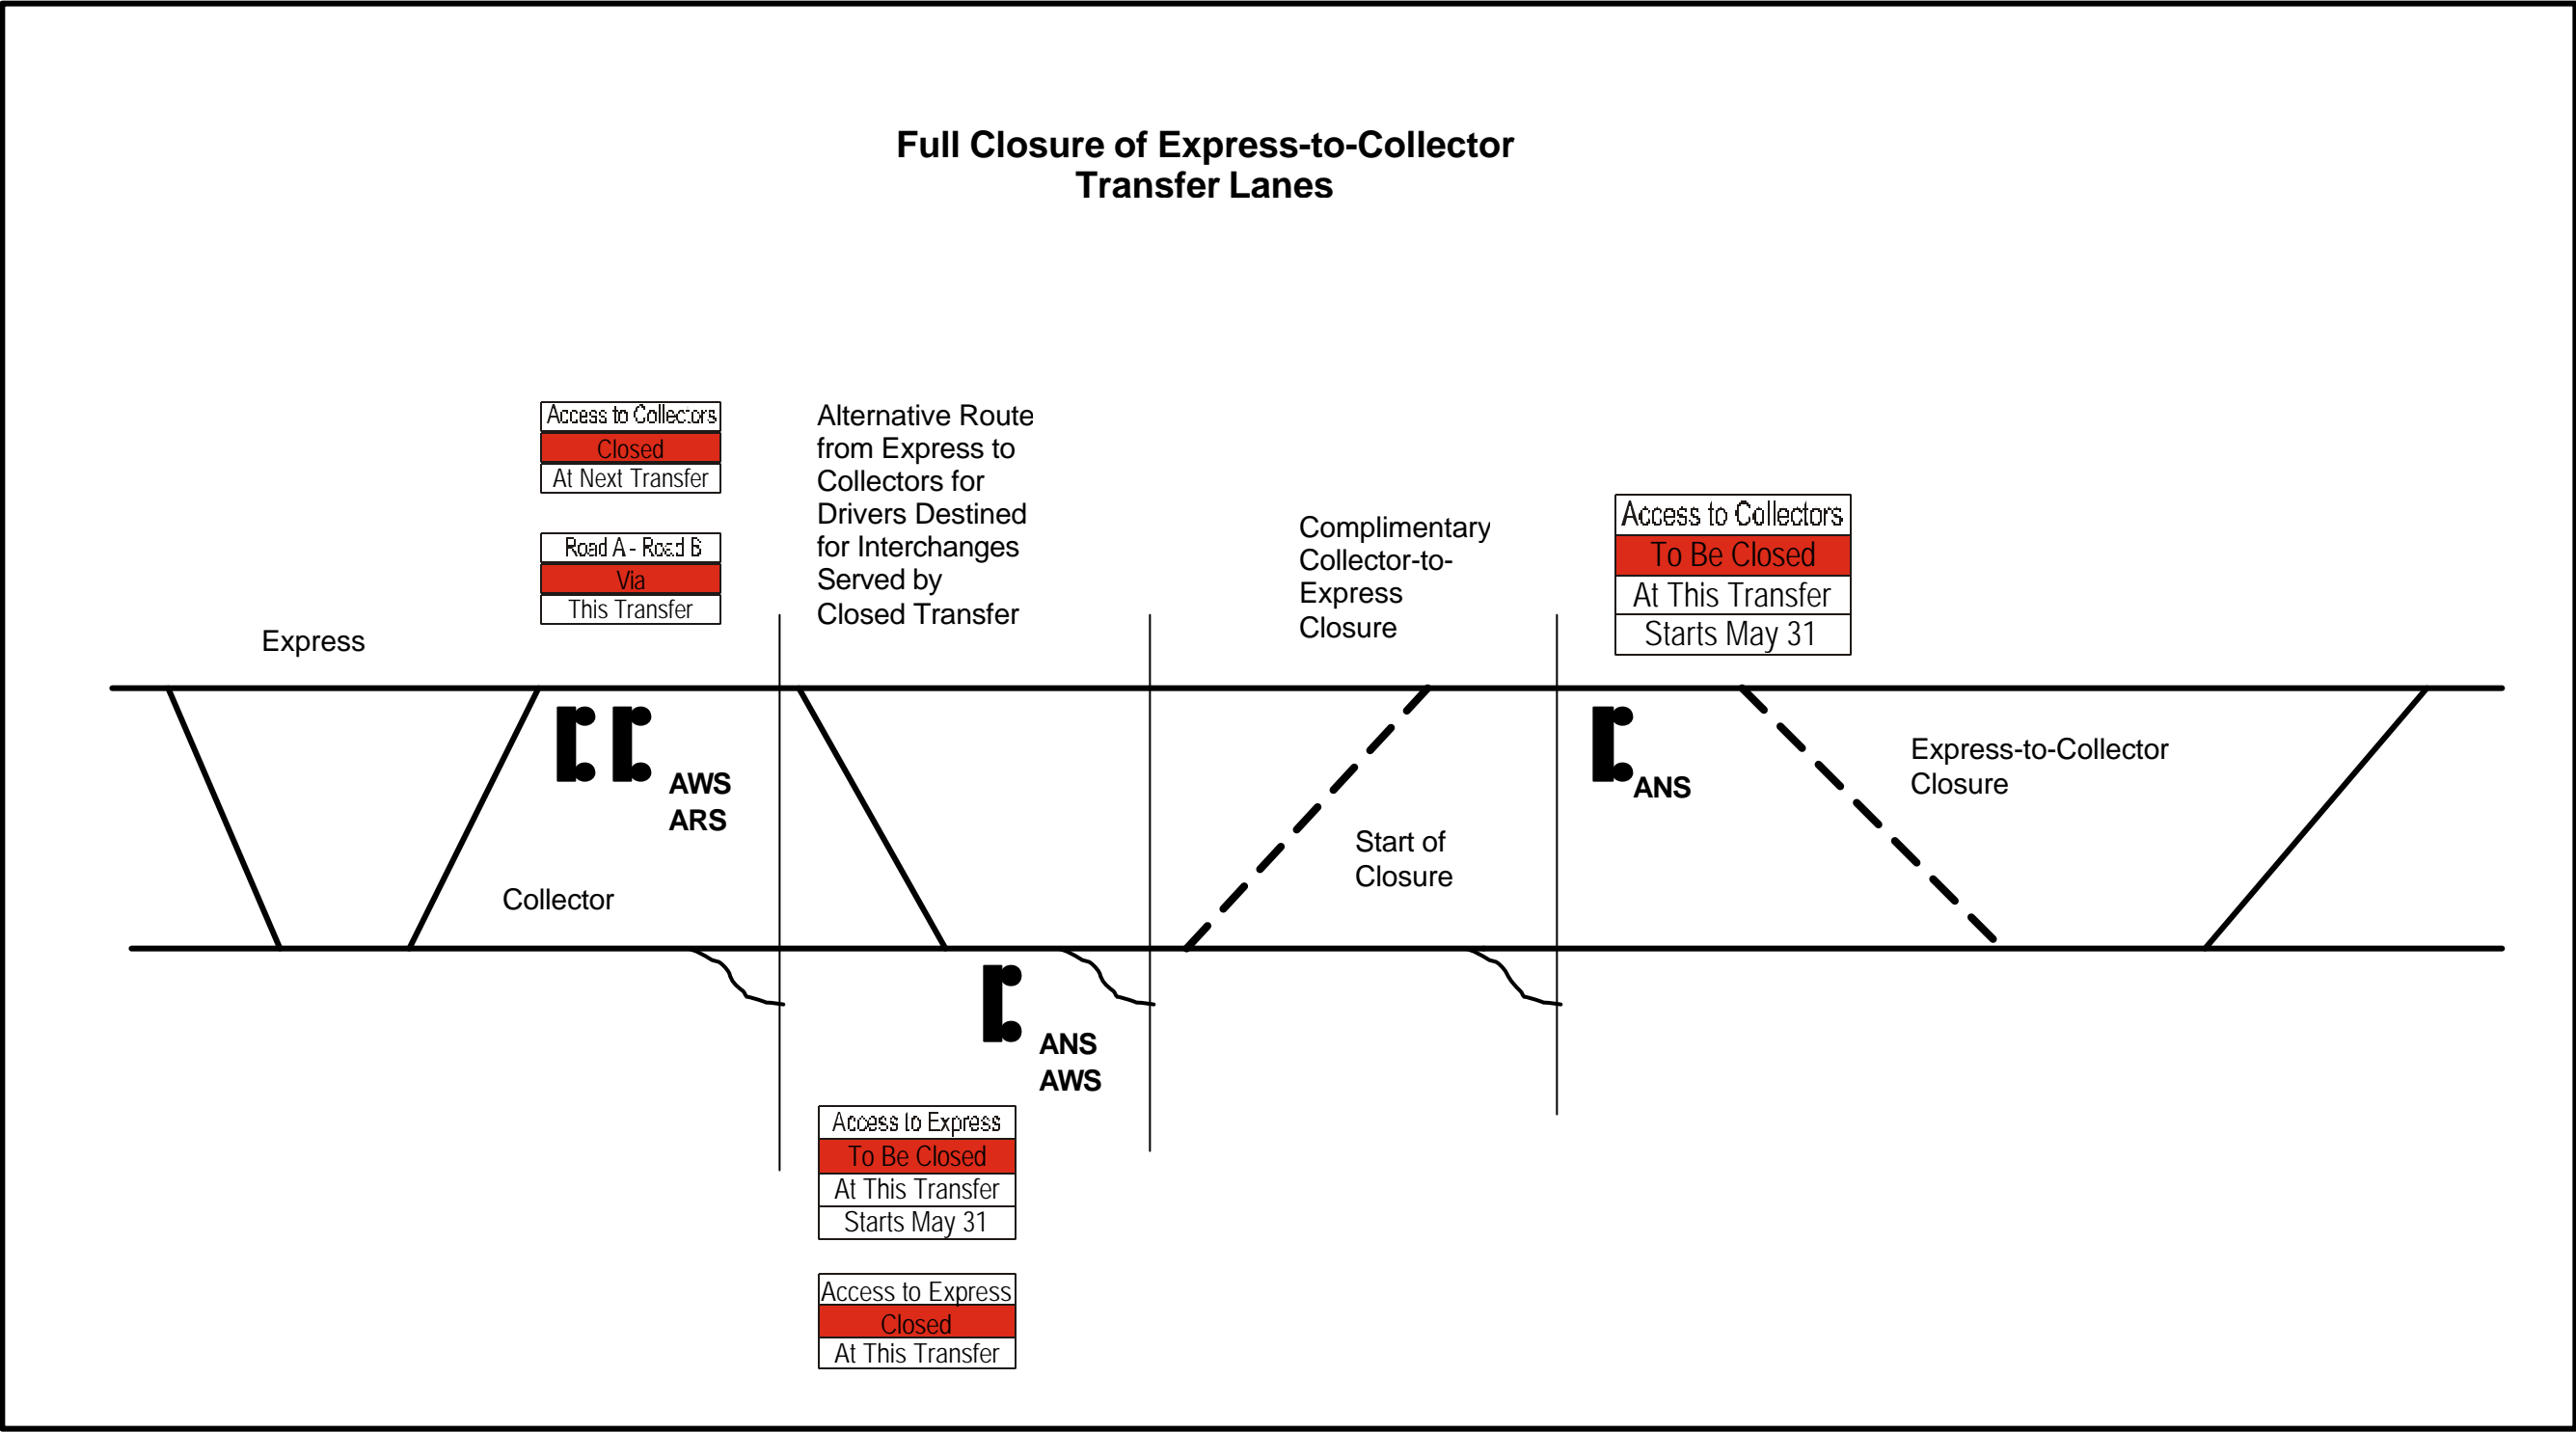 Full Closure of Express-to-Collector
Transfer Lanes
Access to Collectors
Closed
At Next Transfer
Road A - Road B
Via
This Transfer
Alternative Route
from Express to
Collectors for
Drivers Destined
for Interchanges
Served by
Closed Transfer
Complimentary
Collector-to-
Express
Closure
Access to Collectors
To Be Closed
At This Transfer
Starts May 31
Express
AWS
ARS
ANS
Express-to-Collector
Closure
Start of
Closure
Collector
ANS
AWS
Access to Express
To Be Closed
At This Transfer
Starts May 31
Access to Express
Closed
At This Transfer